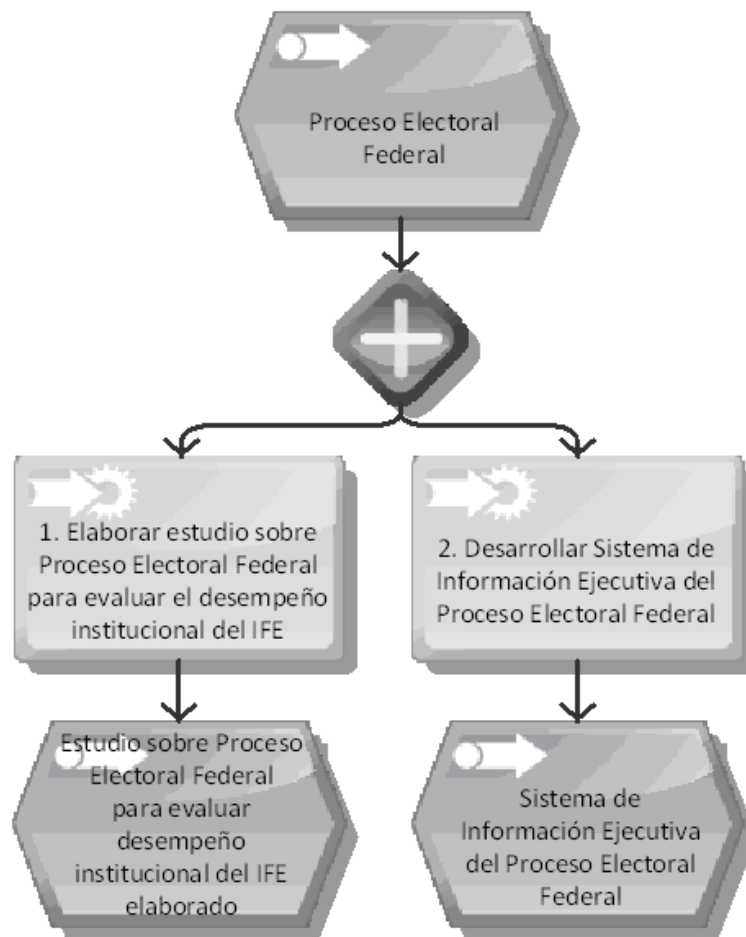 Proceso Electoral
Federal
1. Elaborar estudio sobre
Proceso Electoral Federal
para evaluar el desempeño
institucional del IFE
2. Desarrollar Sistema de
Información Ejecutiva del
Proceso Electoral Federal
Estudio sobre Proceso
Electoral Federal
para evaluar
desempeño
institucional del IFE
elaborado
Sistema de
Información Ejecutiva
del Proceso Electoral
Federal